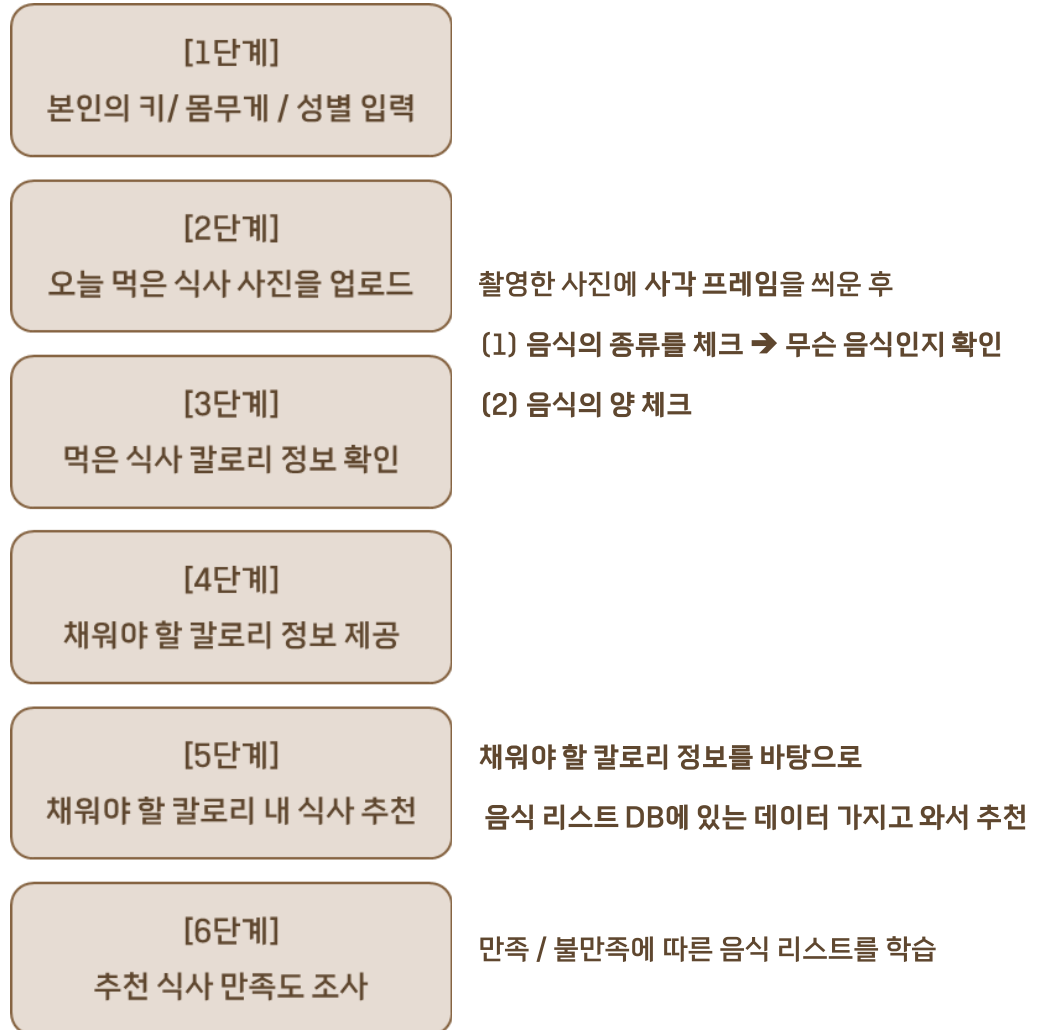 [1단계]
본인의 키/ 몸무게 / 성별 입력
[2단계]
오늘 먹은 식사 사진을 업로드
촬영한 사진에 사각 프레임을 씌운 후
(1) 음식의 종류를 체크 ➔ 무슨 음식인지 확인
(2) 음식의 양 체크
[3단계]
먹은 식사 칼로리 정보 확인
[4단계]
채워야 할 칼로리 정보 제공
[5단계]
채워야 할 칼로리 내 식사 추천
채워야 할 칼로리 정보를 바탕으로
음식 리스트 DB에 있는 데이터 가지고 와서 추천
[6단계]
추천 식사 만족도 조사
만족 / 불만족에 따른 음식 리스트를 학습